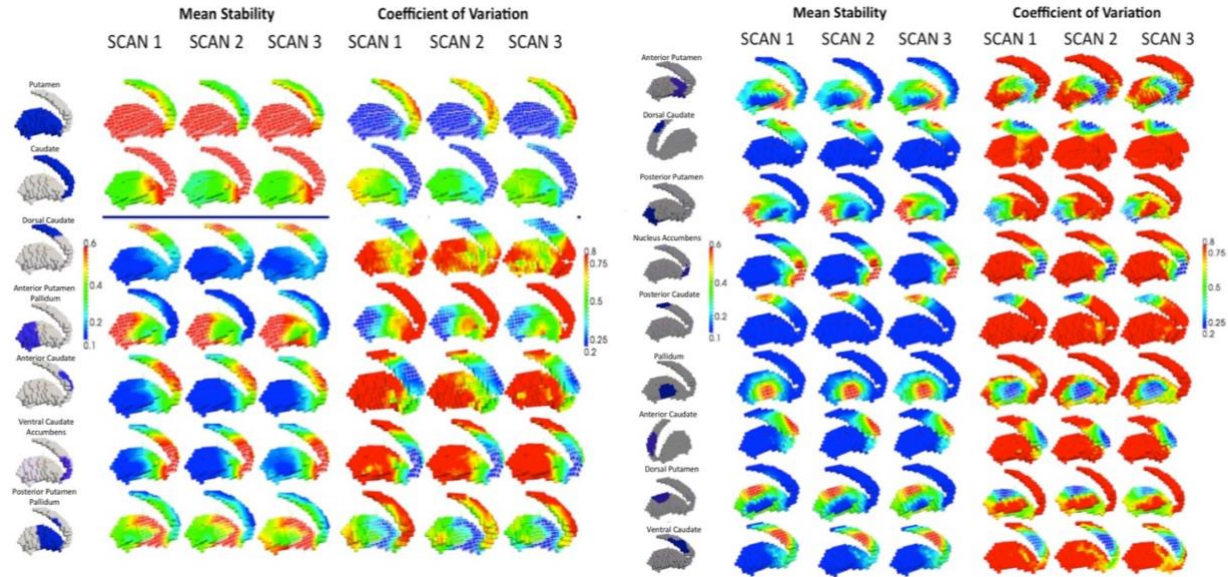 Mean Stability
Coefficient of Variation
SCAN 1 SCAN 2 SCAN 3
SCAN 1 SCAN 2 SCAN 3
Putamen
Caudate
Dorsal Caudate
0.6
0.4
0.2
0.1
0.8
0.75
0.5
0.25
0.2
Anterior Putamen
Pallidum
Anterior Caudate
Ventral Caudate
Accumbens
Posterior Putamen
Pallidum
Mean Stability
Coefficient of Variation
SCAN 1 SCAN 2 SCAN 3
SCAN 1 SCAN 2 SCAN 3
Anterior Putamen
Dorsal Caudate
Posterior Putamen
Nucleus Accumbens
0.6
0.4
0.2
0.1
0.8
0.75
0.5
0.25
0.2
Posterior Caudate
Pallidum
Anterior Caudate
Dorsal Putamen
Ventral Caudate